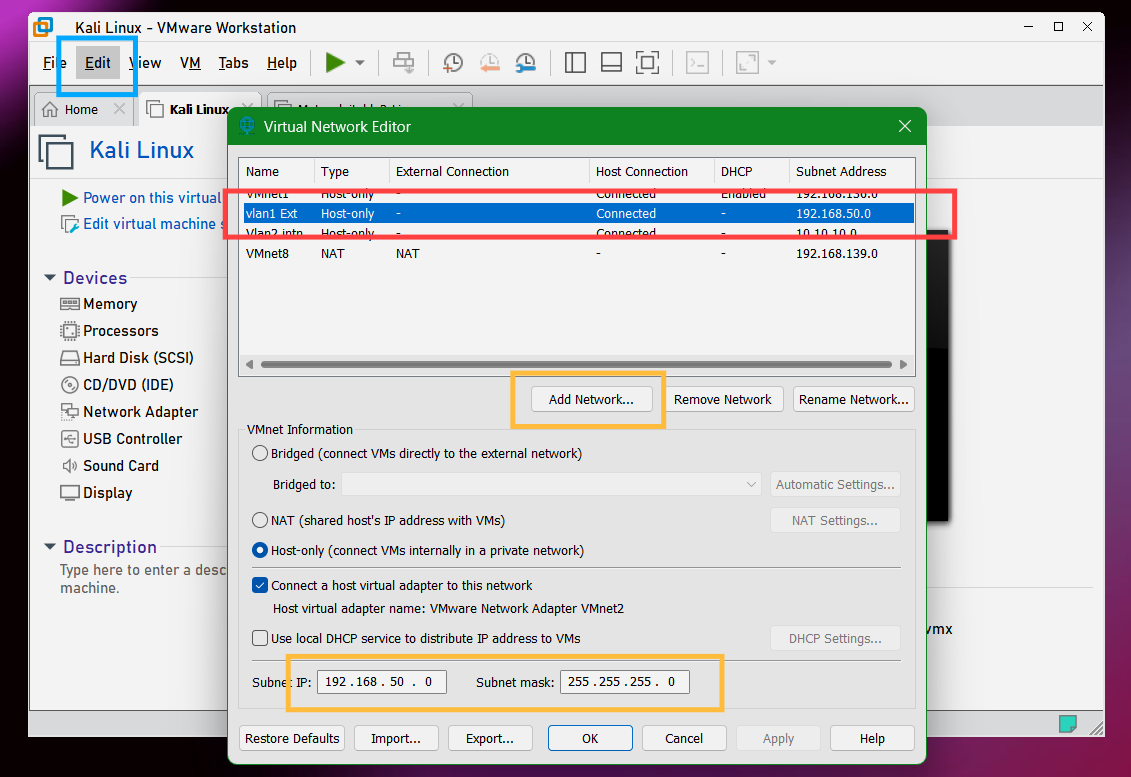 Kali Linux - VMware Workstation
File Edit View VM Tabs Help
Home
Kali Linux
Kali Linux
Power on this virtual
Edit virtual machine s
Devices
Memory
Processors
Hard Disk (SCSI)
CD/DVD (IDE)
Network Adapter
USB Controller
Sound Card
Display
Description
Type here to enter a desc
machine.
Virtual Network Editor
Name Type External Connection Host Connection DHCP Subnet Address
VMnet1 Host-only - Connected Enabled 192.168.130.0
vlan1 Ext Host-only - Connected - 192.168.50.0
Vlan2 intn Host-only - Connected - 10.10.10.0
VMnet8 NAT NAT - - 192.168.139.0
Add Network... Remove Network Rename Network...
VMnet Information
Bridged (connect VMs directly to the external network)
Bridged to: Automatic Settings...
NAT (shared host's IP address with VMs) NAT Settings...
Host-only (connect VMs internally in a private network)
Connect a host virtual adapter to this network
Host virtual adapter name: VMware Network Adapter VMnet2
Use local DHCP service to distribute IP address to VMs DHCP Settings...
Subnet IP: 192 . 168 . 50 . 0 Subnet mask: 255 . 255 . 255 . 0
Restore Defaults Import... Export... OK Cancel Apply Help
vmx